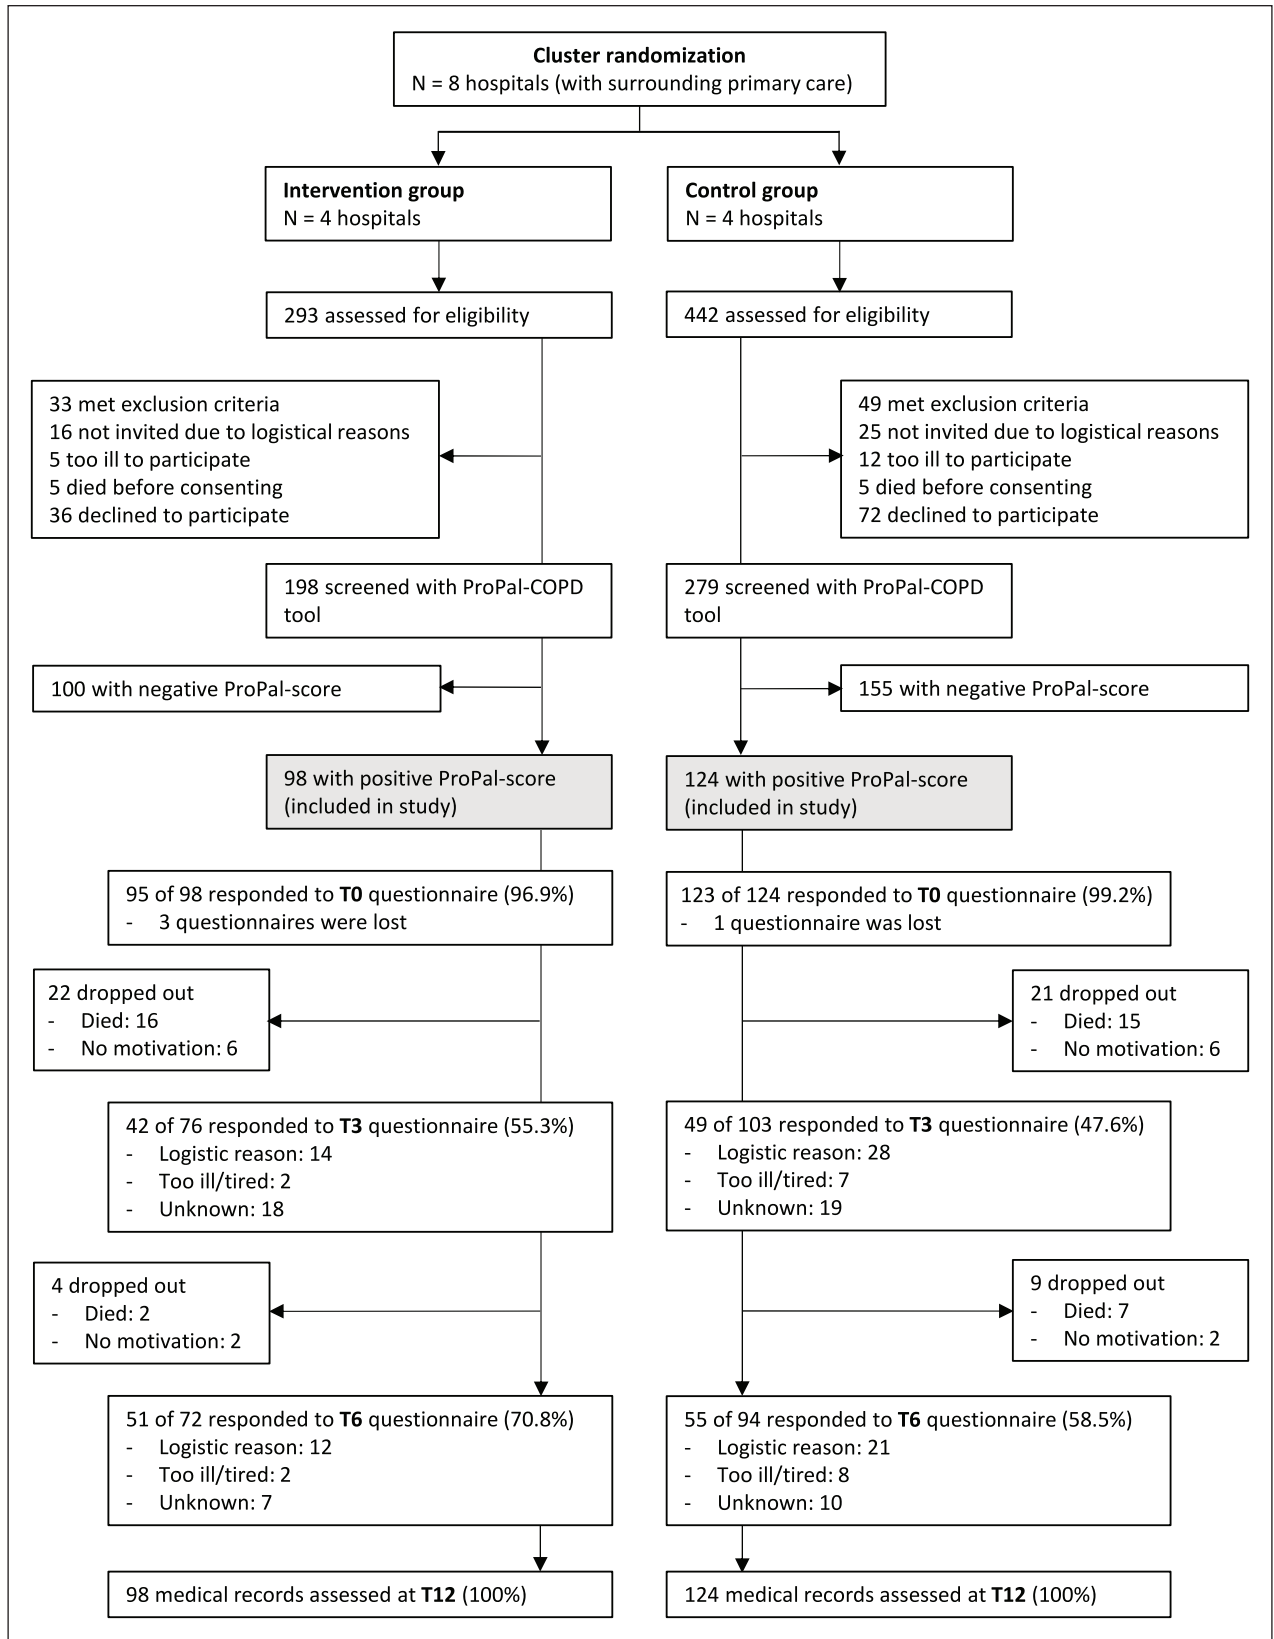 Cluster randomization
N = 8 hospitals (with surrounding primary care)
Intervention group
N = 4 hospitals
Control group
N = 4 hospitals
293 assessed for eligibility
442 assessed for eligibility
33 met exclusion criteria
16 not invited due to logistical reasons
5 too ill to participate
5 died before consenting
36 declined to participate
49 met exclusion criteria
25 not invited due to logistical reasons
12 too ill to participate
5 died before consenting
72 declined to participate
198 screened with ProPal-COPD
tool
279 screened with ProPal-COPD
tool
100 with negative ProPal-score
155 with negative ProPal-score
98 with positive ProPal-score
(included in study)
124 with positive ProPal-score
(included in study)
95 of 98 responded to T0 questionnaire (96.9%)
- 3 questionnaires were lost
123 of 124 responded to T0 questionnaire (99.2%)
- 1 questionnaire was lost
22 dropped out
- Died: 16
- No motivation: 6
21 dropped out
- Died: 15
- No motivation: 6
42 of 76 responded to T3 questionnaire (55.3%)
- Logistic reason: 14
- Too ill/tired: 2
- Unknown: 18
49 of 103 responded to T3 questionnaire (47.6%)
- Logistic reason: 28
- Too ill/tired: 7
- Unknown: 19
4 dropped out
- Died: 2
- No motivation: 2
9 dropped out
- Died: 7
- No motivation: 2
51 of 72 responded to T6 questionnaire (70.8%)
- Logistic reason: 12
- Too ill/tired: 2
- Unknown: 7
55 of 94 responded to T6 questionnaire (58.5%)
- Logistic reason: 21
- Too ill/tired: 8
- Unknown: 10
98 medical records assessed at T12 (100%)
124 medical records assessed at T12 (100%)